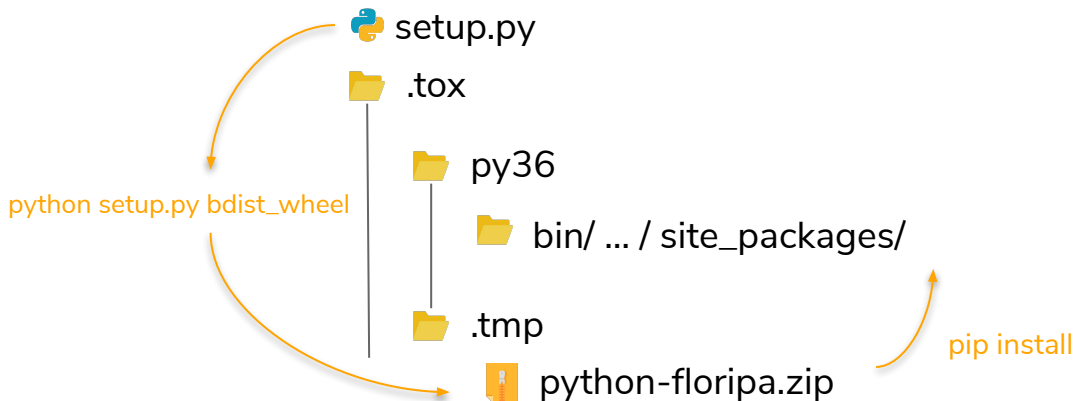 setup.py
.tox
py36
python setup.py bdist_wheel
bin/ ... / site_packages/
.tmp
pip install
python-floripa.zip